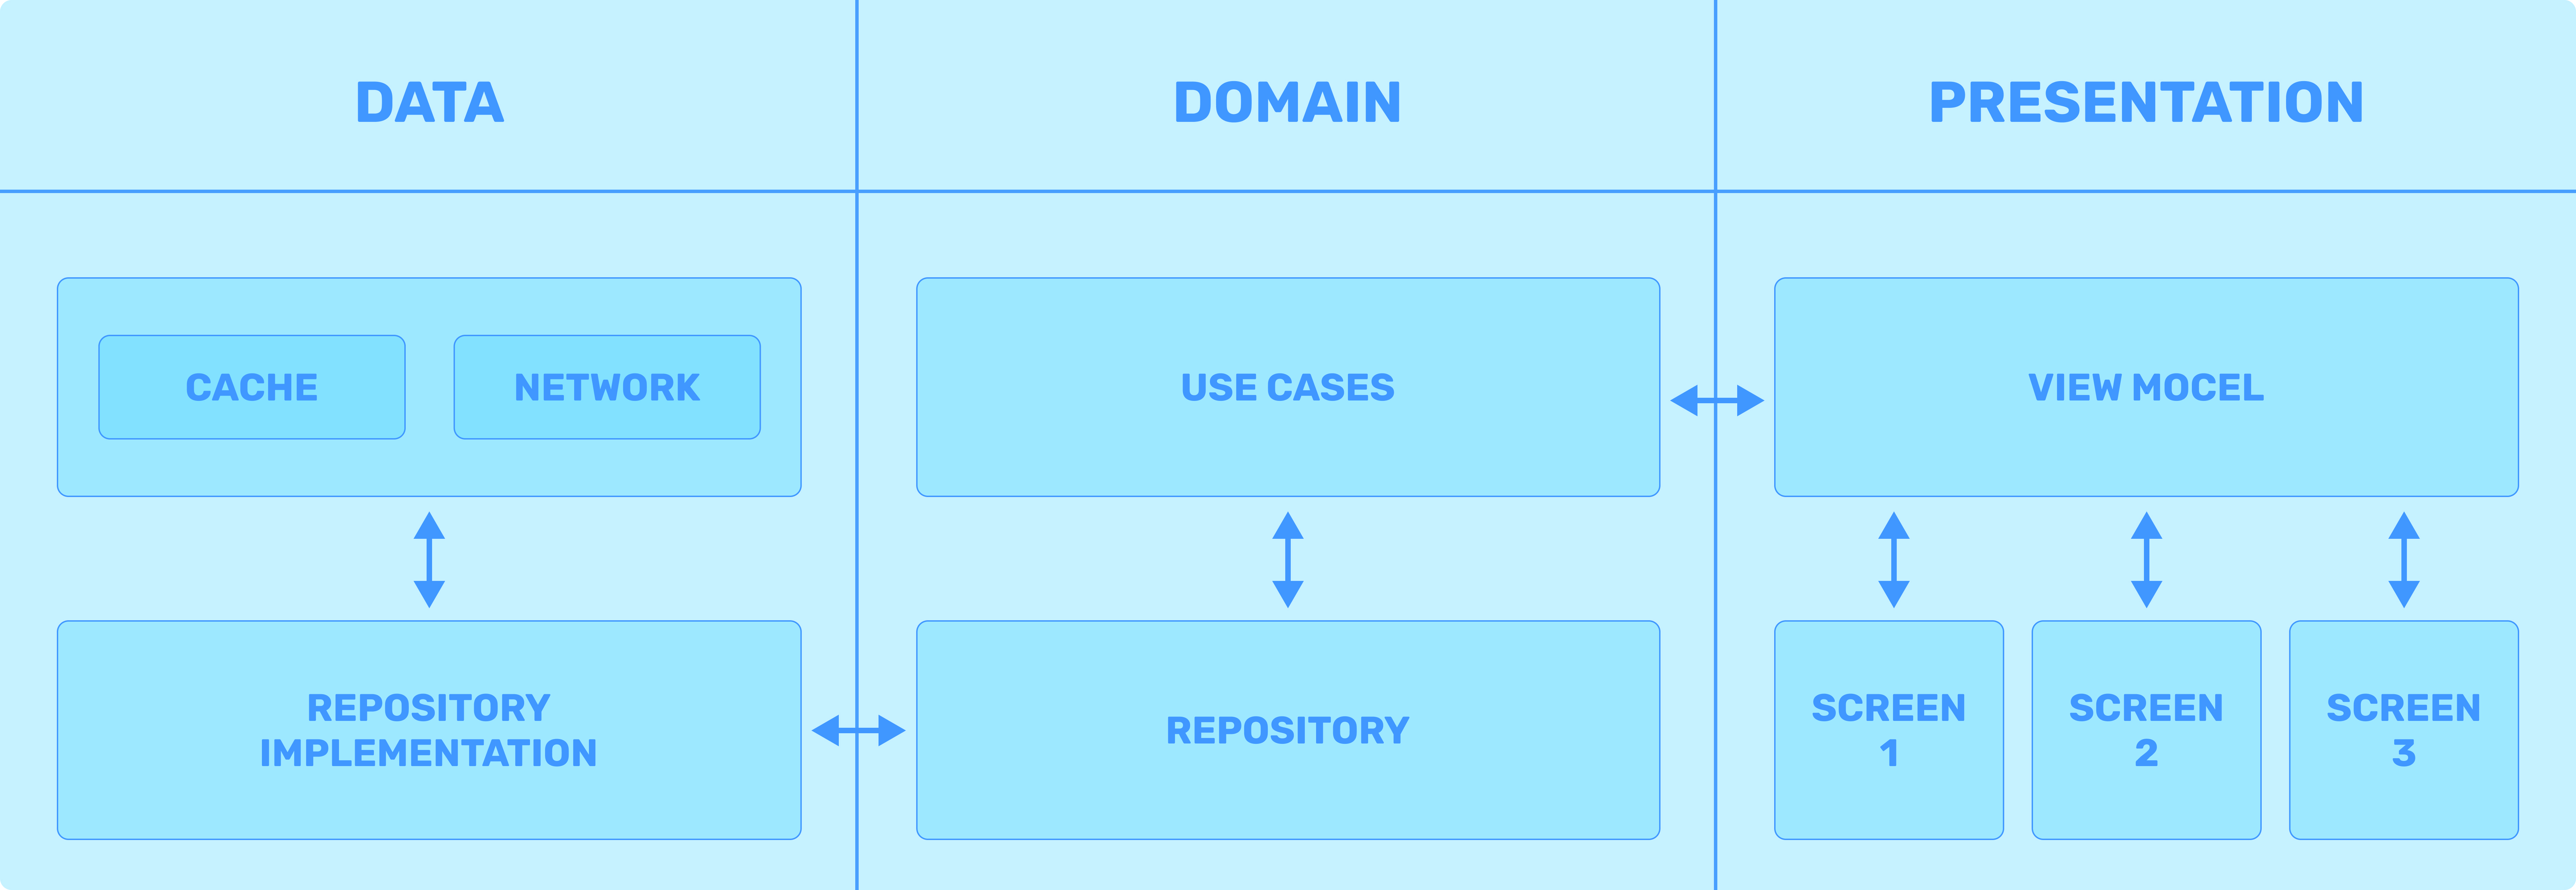 DATA
DOMAIN
PRESENTATION
CACHE
NETWORK
USE CASES
VIEW MOCEL
REPOSITORY
IMPLEMENTATION
REPOSITORY
SCREEN
1
SCREEN
2
SCREEN
3